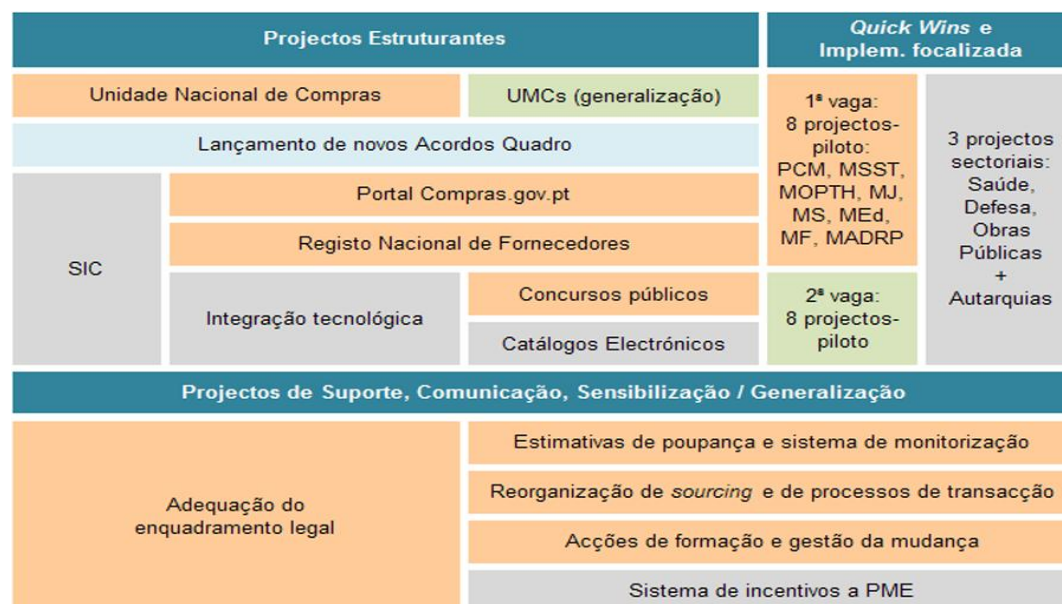 Projectos Estruturantes
Quick Wins e
Implem. focalizada
Unidade Nacional de Compras
UMCs (generalização)
Lançamento de novos Acordos Quadro
SIC
Portal Compras.gov.pt
Registo Nacional de Fornecedores
Integração tecnológica
Concursos públicos
Catálogos Electrónicos
1ª vaga:
8 projectos-
piloto:
PCM, MSST,
MOPTH, MJ,
MS, MEd,
MF, MADRP
2ª vaga:
8 projectos-
piloto
3 projectos
sectoriais:
Saúde,
Defesa,
Obras
Públicas
+
Autarquias
Projectos de Suporte, Comunicação, Sensibilização / Generalização
Adequação do
enquadramento legal
Estimativas de poupança e sistema de monitorização
Reorganização de sourcing e de processos de transacção
Acções de formação e gestão da mudança
Sistema de incentivos a PME